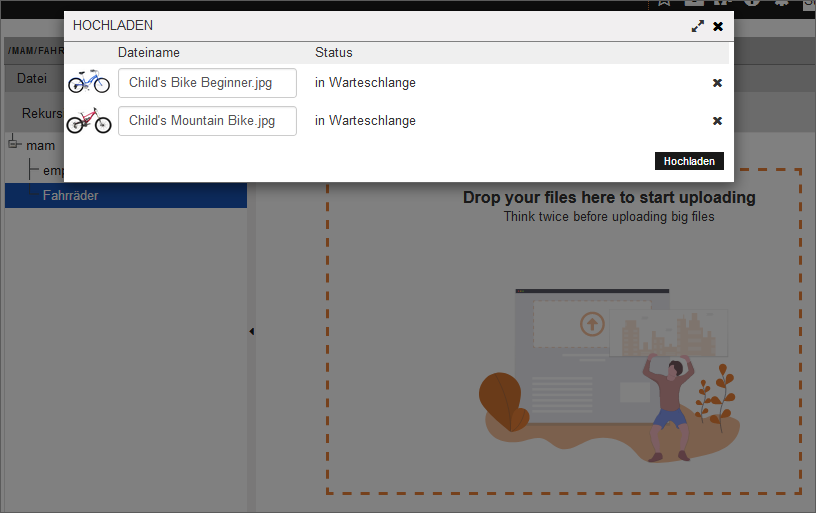 HOCHLADEN
Dateiname Status
Child's Bike Beginner.jpg in Warteschlange
Child's Mountain Bike.jpg in Warteschlange
Hochladen
/MAM/FAHR
Datei
Rekurs
mam
emp
Fahrräder
Drop your files here to start uploading
Think twice before uploading big files